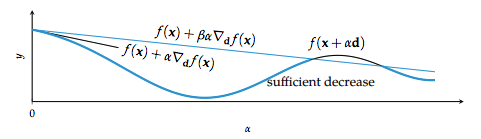 f(x) + βα∇_d f(x)
f(x + αd)
f(x) + α∇_d f(x)
y
sufficient decrease
0
α